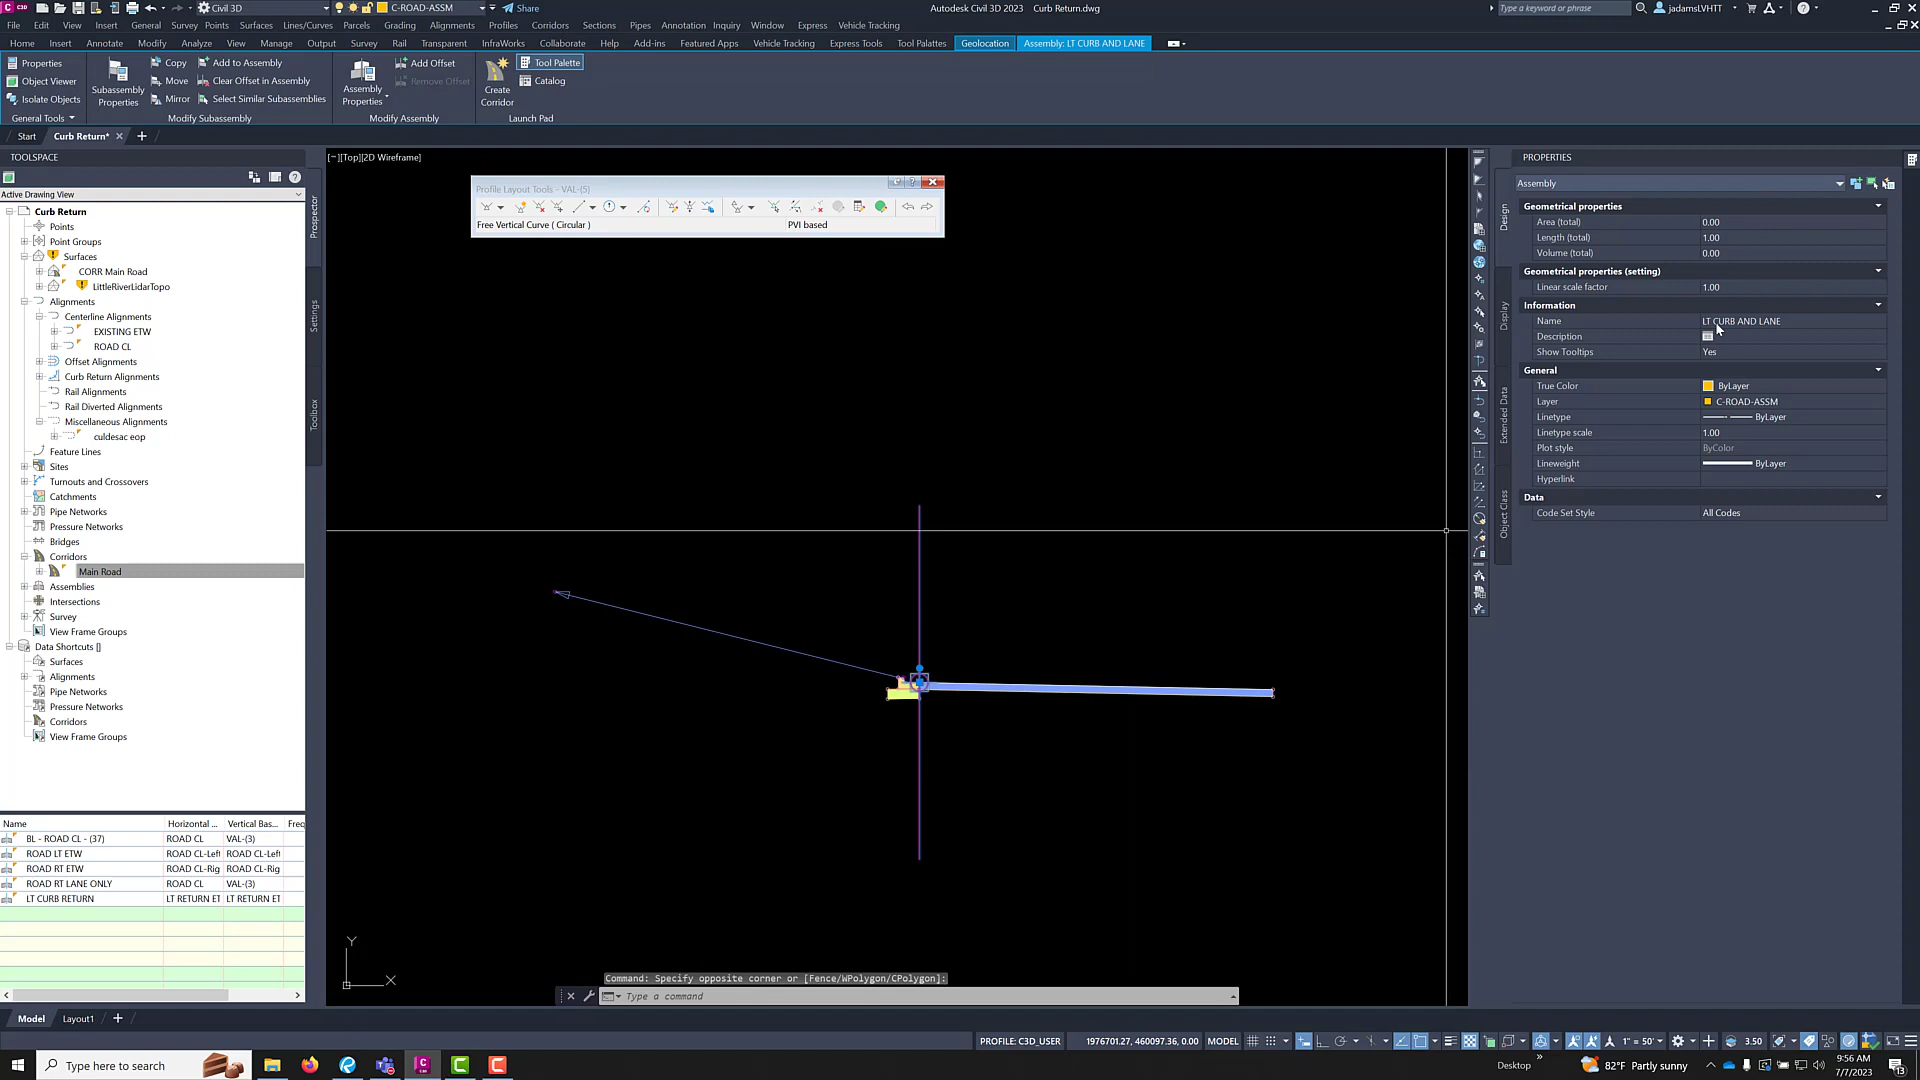 Civil 3D
C-ROAD-ASSM
Share
Autodesk Civil 3D 2023 Curb Return.dwg
Type a keyword or phrase
jadamsLVHTT
File Edit View Insert General Survey Points Surfaces Lines/Curves Parcels Grading Alignments Profiles Corridors Sections Pipes Annotation Inquiry Window Express Vehicle Tracking
Home Insert Annotate Modify Analyze View Manage Output Survey Rail Transparent InfraWorks Collaborate Help Add-ins Featured Apps Vehicle Tracking Express Tools Tool Palettes Geolocation Assembly: LT CURB AND LANE
Properties
Object Viewer
Isolate Objects
General Tools
Subassembly Properties
Copy
Move
Mirror
Add to Assembly
Clear Offset in Assembly
Select Similar Subassemblies
Modify Subassembly
Assembly Properties
Add Offset
Remove Offset
Modify Assembly
Create Corridor
Tool Palette
Catalog
Launch Pad
Start Curb Return*
TOOLSPACE
Active Drawing View
Curb Return
Points
Point Groups
Surfaces
CORR Main Road
LittleRiverLidarTopo
Alignments
Centerline Alignments
EXISTING ETW
ROAD CL
Offset Alignments
Curb Return Alignments
Rail Alignments
Rail Diverted Alignments
Miscellaneous Alignments
culdesac eop
Feature Lines
Sites
Turnouts and Crossovers
Catchments
Pipe Networks
Pressure Networks
Bridges
Corridors
Main Road
Assemblies
Intersections
Survey
View Frame Groups
Data Shortcuts []
Surfaces
Alignments
Pipe Networks
Pressure Networks
Corridors
View Frame Groups
Prospector
Settings
Toolbox
Name Horizontal ... Vertical Bas... Freq
BL - ROAD CL - (37) ROAD CL VAL-(3)
ROAD LT ETW ROAD CL-Left ROAD CL-Left
ROAD RT ETW ROAD CL-Rig ROAD CL-Rig
ROAD RT LANE ONLY ROAD CL VAL-(3)
LT CURB RETURN LT RETURN ET LT RETURN ET
[−][Top][2D Wireframe]
Profile Layout Tools - VAL-(5)
Free Vertical Curve ( Circular ) PVI based
Y
X
Command: Specify opposite corner or [Fence/WPolygon/CPolygon]:
Type a command
PROPERTIES
Assembly
Design
Display
Extended Data
Object Class
Geometrical properties
Area (total) 0.00
Length (total) 1.00
Volume (total) 0.00
Geometrical properties (setting)
Linear scale factor 1.00
Information
Name LT CURB AND LANE
Description
Show Tooltips Yes
General
True Color ByLayer
Layer C-ROAD-ASSM
Linetype ByLayer
Linetype scale 1.00
Plot style ByColor
Lineweight ByLayer
Hyperlink
Data
Code Set Style All Codes
Model Layout1
PROFILE: C3D_USER 1976701.27, 460097.36, 0.00 MODEL 1" = 50' 3.50
Type here to search
Desktop
82°F Partly sunny
9:56 AM
7/7/2023